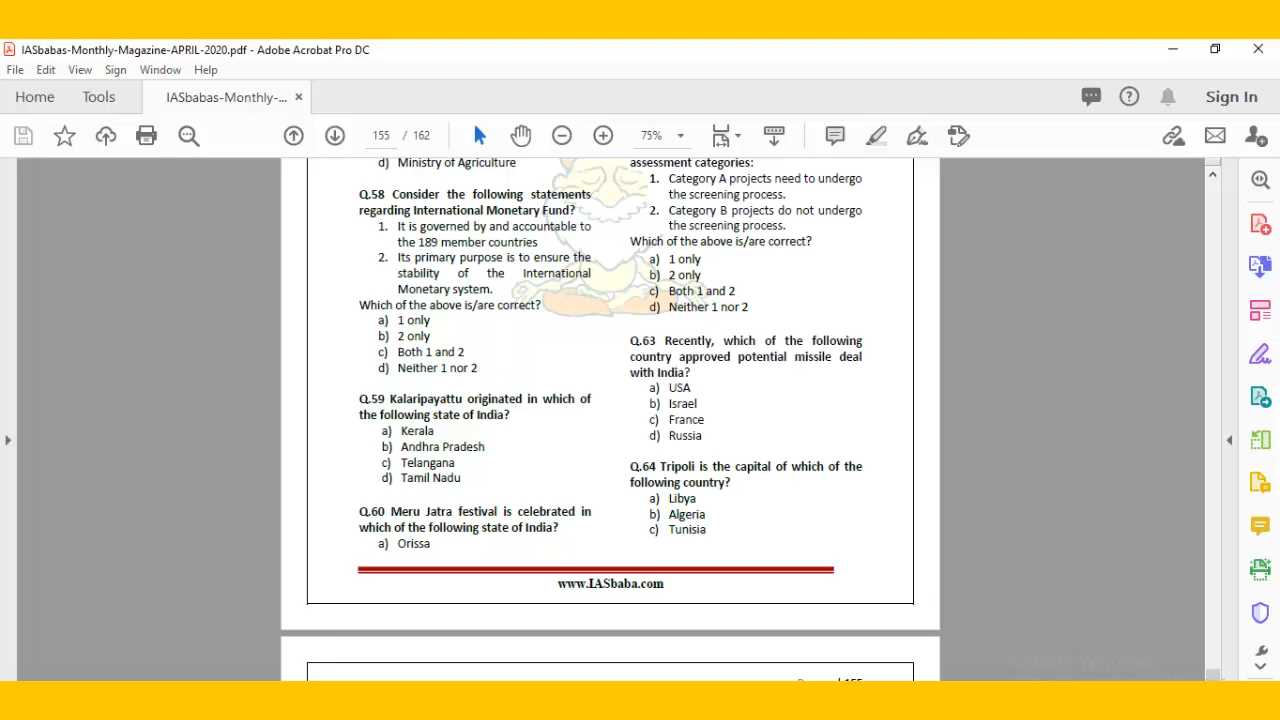 IASbabas-Monthly-Magazine-APRIL-2020.pdf - Adobe Acrobat Pro DC
File Edit View Sign Window Help
Home Tools IASbabas-Monthly-... × Sign In
155 / 162 75%
d) Ministry of Agriculture
Q.58 Consider the following statements
regarding International Monetary Fund?
1. It is governed by and accountable to
the 189 member countries
2. Its primary purpose is to ensure the
stability of the International
Monetary system.
Which of the above is/are correct?
a) 1 only
b) 2 only
c) Both 1 and 2
d) Neither 1 nor 2
Q.59 Kalaripayattu originated in which of
the following state of India?
a) Kerala
b) Andhra Pradesh
c) Telangana
d) Tamil Nadu
Q.60 Meru Jatra festival is celebrated in
which of the following state of India?
a) Orissa
assessment categories:
1. Category A projects need to undergo
the screening process.
2. Category B projects do not undergo
the screening process.
Which of the above is/are correct?
a) 1 only
b) 2 only
c) Both 1 and 2
d) Neither 1 nor 2
Q.63 Recently, which of the following
country approved potential missile deal
with India?
a) USA
b) Israel
c) France
d) Russia
Q.64 Tripoli is the capital of which of the
following country?
a) Libya
b) Algeria
c) Tunisia
www.IASbaba.com